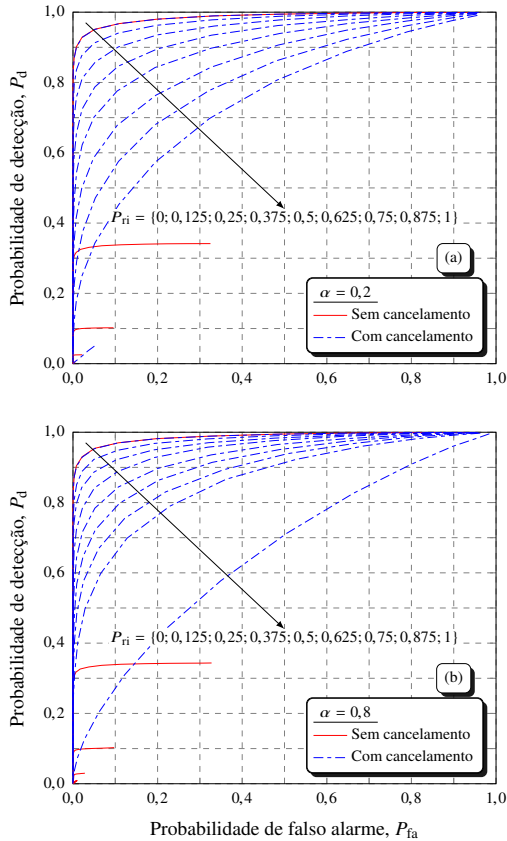 1,0
0,8
0,6
0,4
0,2
0,0
Probabilidade de detecção, Pd
Pri = {0; 0,125; 0,25; 0,375; 0,5; 0,625; 0,75; 0,875; 1}
(a)
α = 0,2
Sem cancelamento
Com cancelamento
0,0 0,2 0,4 0,6 0,8 1,0
1,0
0,8
0,6
0,4
0,2
0,0
Probabilidade de detecção, Pd
Pri = {0; 0,125; 0,25; 0,375; 0,5; 0,625; 0,75; 0,875; 1}
(b)
α = 0,8
Sem cancelamento
Com cancelamento
0,0 0,2 0,4 0,6 0,8 1,0
Probabilidade de falso alarme, Pfa